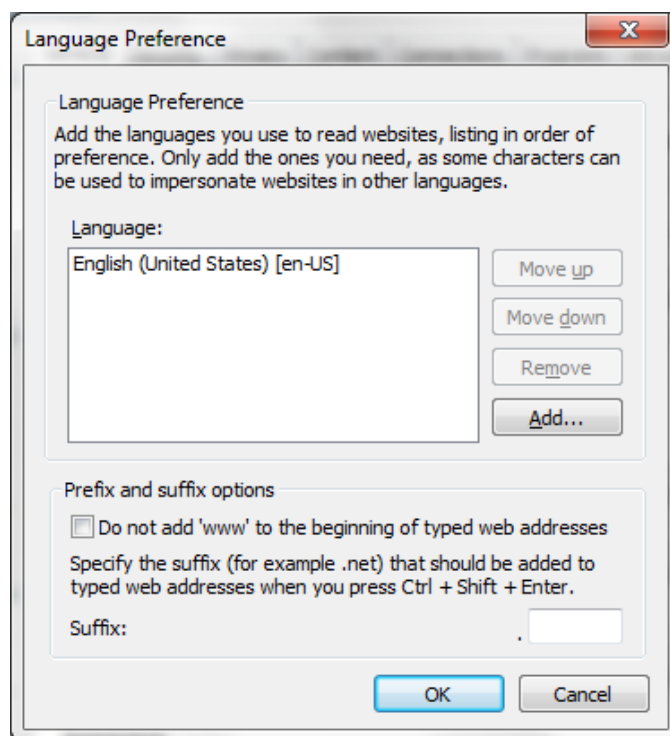 Language Preference
Language Preference
Add the languages you use to read websites, listing in order of
preference. Only add the ones you need, as some characters can
be used to impersonate websites in other languages.
Language:
English (United States) [en-US]
Move up
Move down
Remove
Add...
Prefix and suffix options
Do not add 'www' to the beginning of typed web addresses
Specify the suffix (for example .net) that should be added to
typed web addresses when you press Ctrl + Shift + Enter.
Suffix: .
OK Cancel